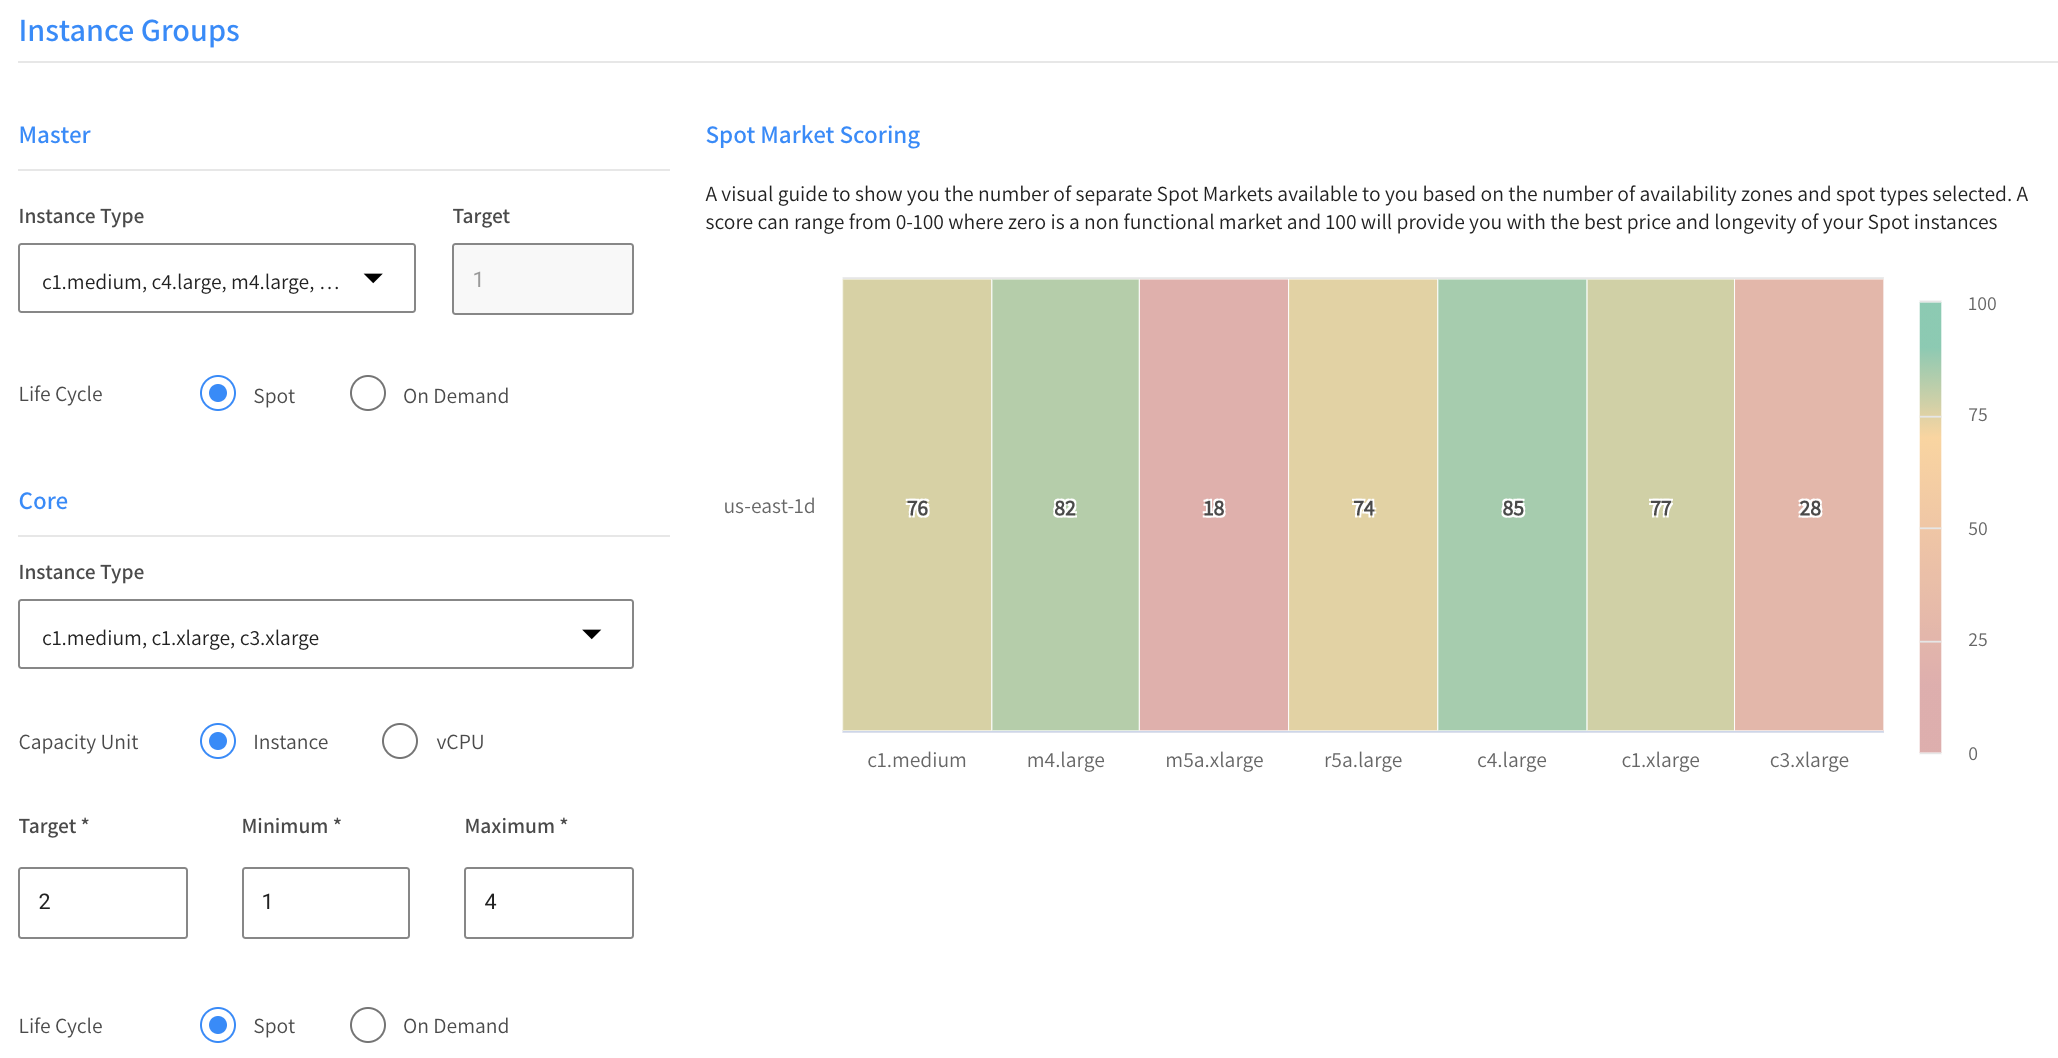 Instance Groups
Master
Instance Type
Target
c1.medium, c4.large, m4.large, …
1
Life Cycle
Spot
On Demand
Core
Instance Type
c1.medium, c1.xlarge, c3.xlarge
Capacity Unit
Instance
vCPU
Target *
Minimum *
Maximum *
2
1
4
Life Cycle
Spot
On Demand
Spot Market Scoring
A visual guide to show you the number of separate Spot Markets available to you based on the number of availability zones and spot types selected. A
score can range from 0-100 where zero is a non functional market and 100 will provide you with the best price and longevity of your Spot instances
us-east-1d
76
82
18
74
85
77
28
c1.medium
m4.large
m5a.xlarge
r5a.large
c4.large
c1.xlarge
c3.xlarge
100
75
50
25
0